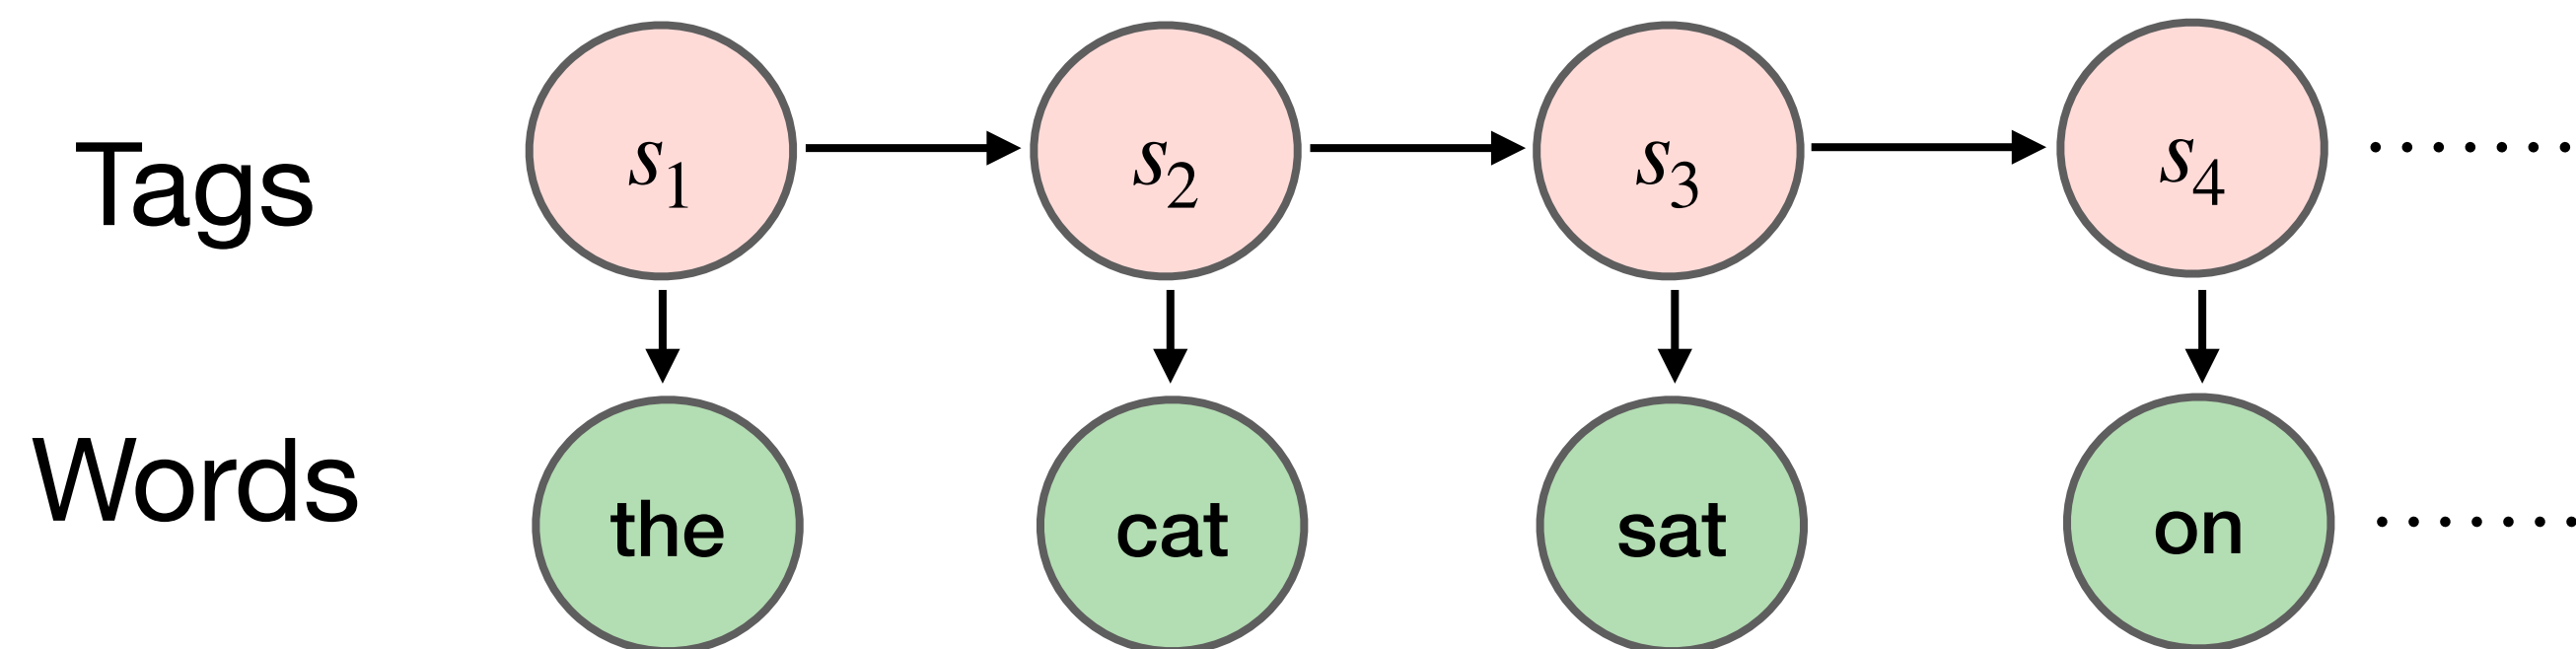 Tags s₁ s₂ s₃ s₄ ......
Words the cat sat on .......